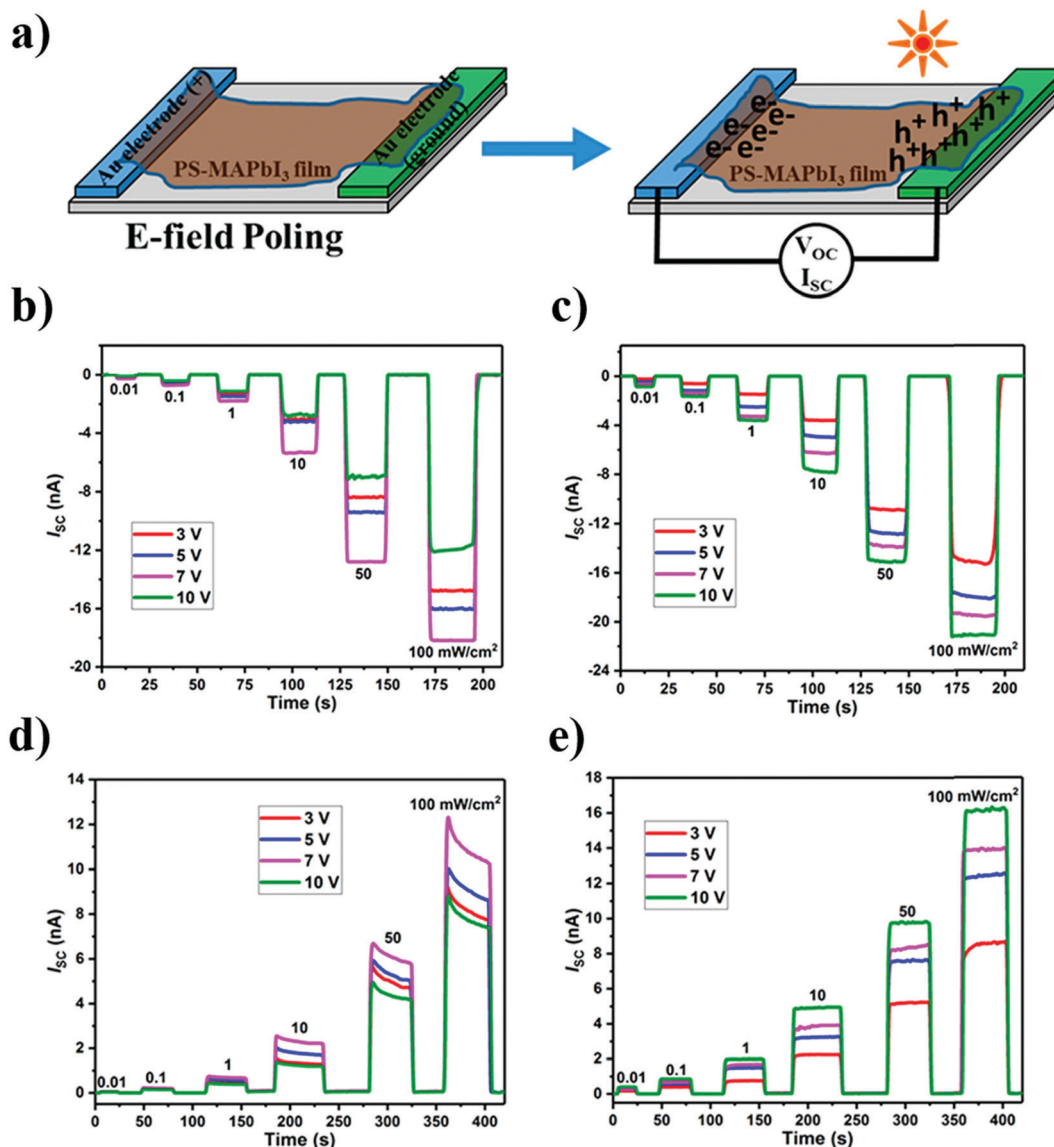 a)
Au electrode (+
PS-MAPbI₃ film
Au electrode
(ground)
E-field Poling
e- e- e- e- e- e- e-
h⁺ h⁺ h⁺ h⁺ h⁺ h⁺ h⁺
PS-MAPbI₃ film
V_OC
I_SC
b)
I_SC (nA)
0
-4
-8
-12
-16
-20
0.01
0.1
1
10
50
100 mW/cm²
3 V
5 V
7 V
10 V
0 25 50 75 100 125 150 175 200
Time (s)
c)
I_SC (nA)
0
-4
-8
-12
-16
-20
-24
0.01
0.1
1
10
50
100 mW/cm²
3 V
5 V
7 V
10 V
0 25 50 75 100 125 150 175 200
Time (s)
d)
I_SC (nA)
14
12
10
8
6
4
2
0
100 mW/cm²
3 V
5 V
7 V
10 V
50
10
1
0.1
0.01
0 50 100 150 200 250 300 350 400
Time (s)
e)
I_SC (nA)
18
16
14
12
10
8
6
4
2
0
100 mW/cm²
3 V
5 V
7 V
10 V
50
10
1
0.1
0.01
0 50 100 150 200 250 300 350 400
Time (s)